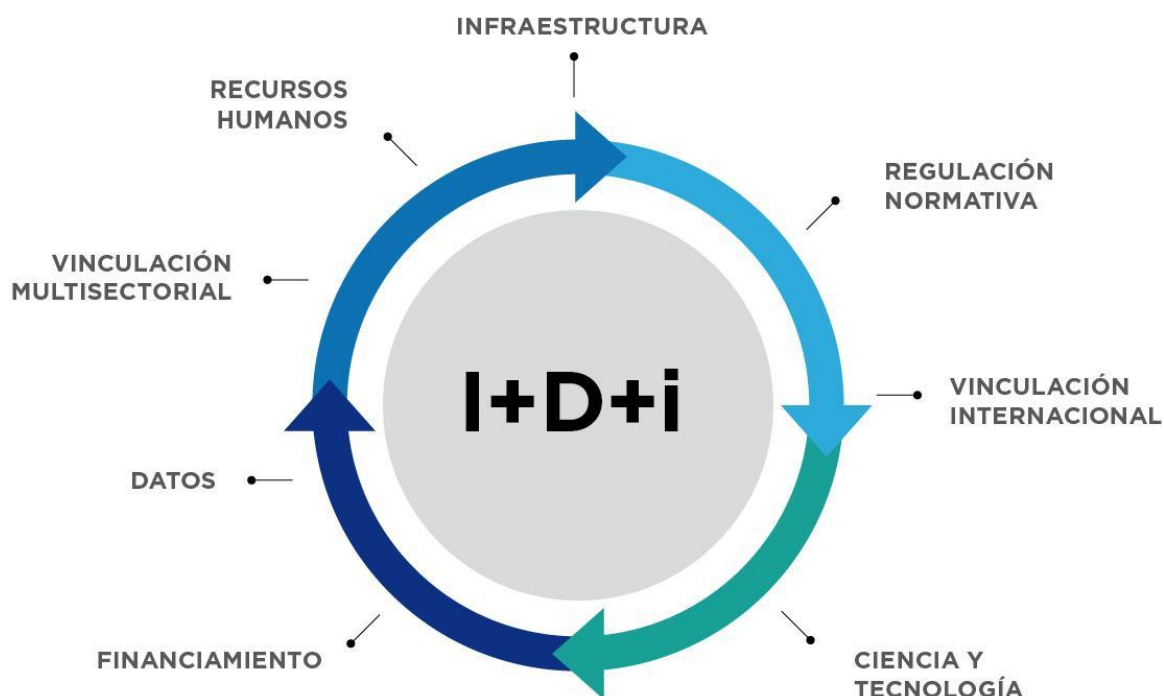 INFRAESTRUCTURA
RECURSOS
HUMANOS
REGULACIÓN
NORMATIVA
VINCULACIÓN
MULTISECTORIAL
I+D+i
VINCULACIÓN
INTERNACIONAL
DATOS
FINANCIAMIENTO
CIENCIA Y
TECNOLOGÍA